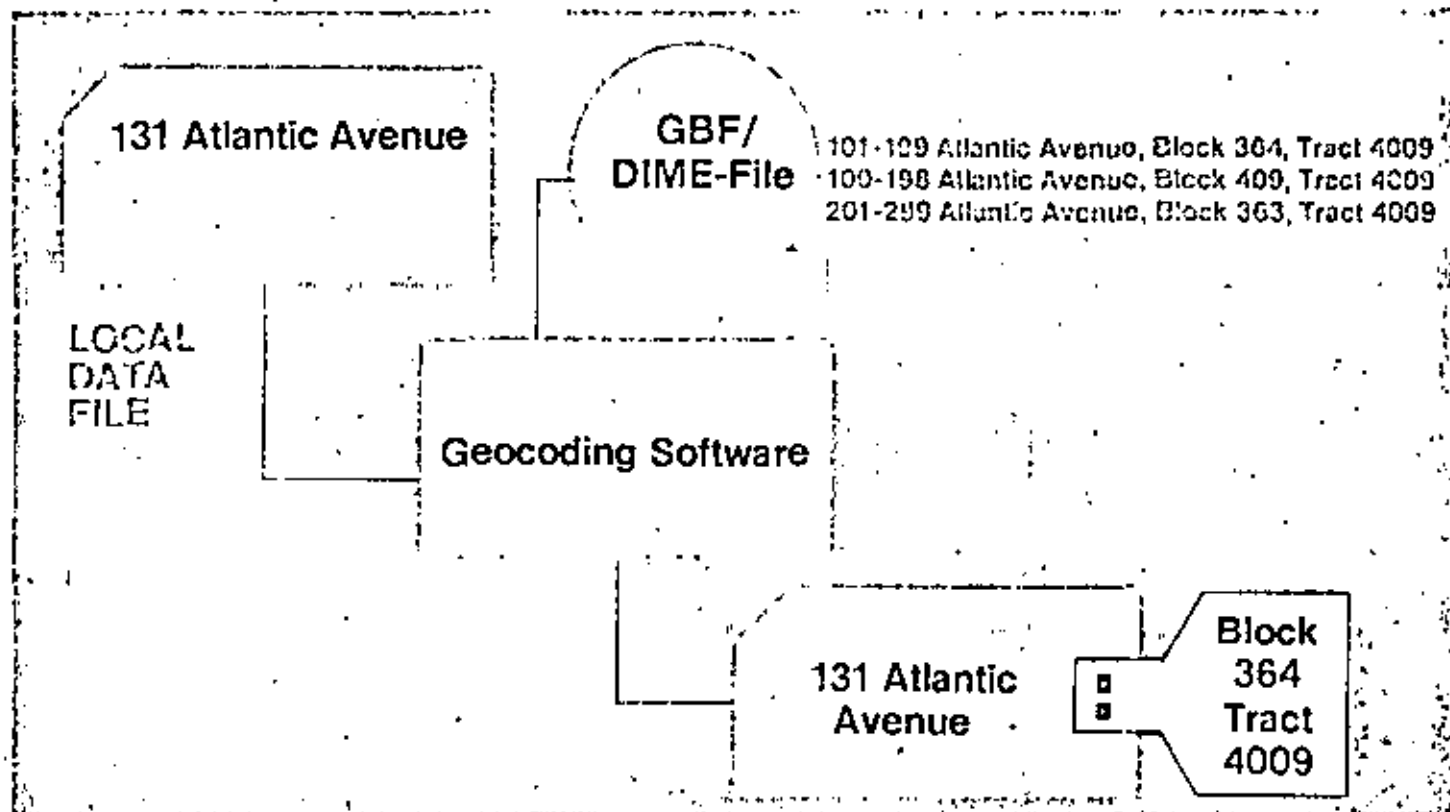 131 Atlantic Avenue
GBF/
DIME-File
101-199 Atlantic Avenue, Block 364, Tract 4009
100-198 Atlantic Avenue, Block 409, Tract 4009
201-299 Atlantic Avenue, Block 363, Tract 4009
LOCAL
DATA
FILE
Geocoding Software
131 Atlantic
Avenue
Block
364
Tract
4009